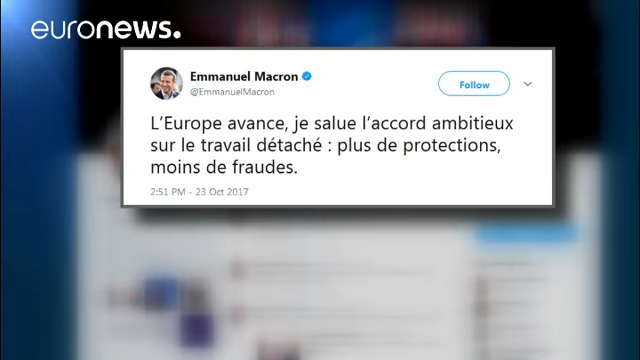 euronews.
Emmanuel Macron
@EmmanuelMacron
Follow
L'Europe avance, je salue l'accord ambitieux
sur le travail détaché : plus de protections,
moins de fraudes.
2:51 PM - 23 Oct 2017